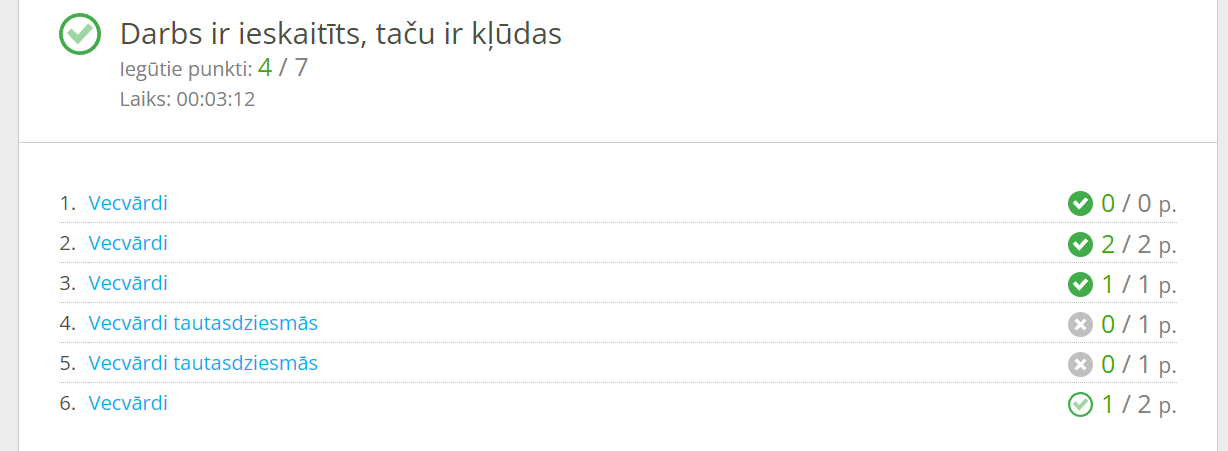 Darbs ir ieskaitīts, taču ir kļūdas
Iegūtie punkti: 4 / 7
Laiks: 00:03:12
1. Vecvārdi 0 / 0 p.
2. Vecvārdi 2 / 2 p.
3. Vecvārdi 1 / 1 p.
4. Vecvārdi tautasdziesmās 0 / 1 p.
5. Vecvārdi tautasdziesmās 0 / 1 p.
6. Vecvārdi 1 / 2 p.